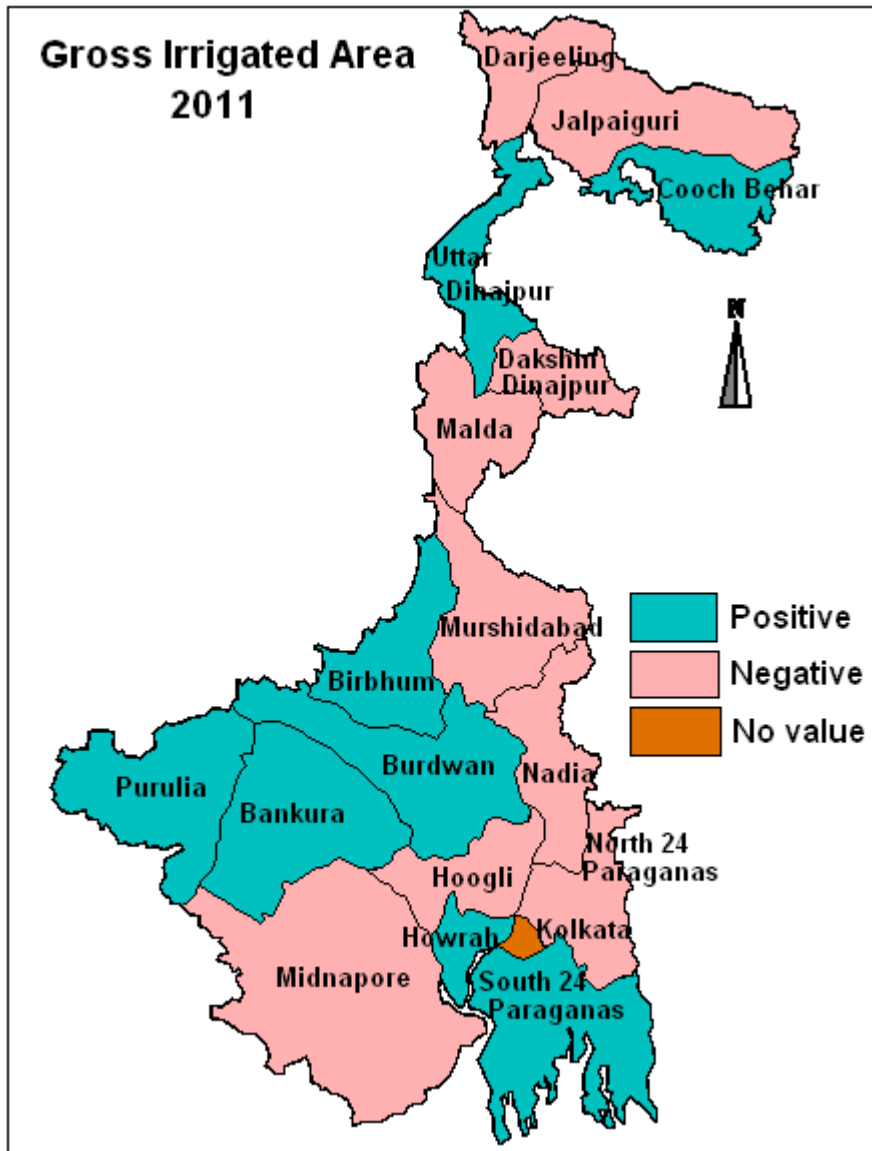 Gross Irrigated Area
2011
Darjeeling
Jalpaiguri
Cooch Behar
Uttar
Dinajpur
N
Dakshin
Dinajpur
Malda
Murshidabad
Positive
Negative
No value
Birbhum
Burdwan
Nadia
Purulia
Bankura
North 24
Paraganas
Hoogli
Howrah
Kolkata
Midnapore
South 24
Paraganas